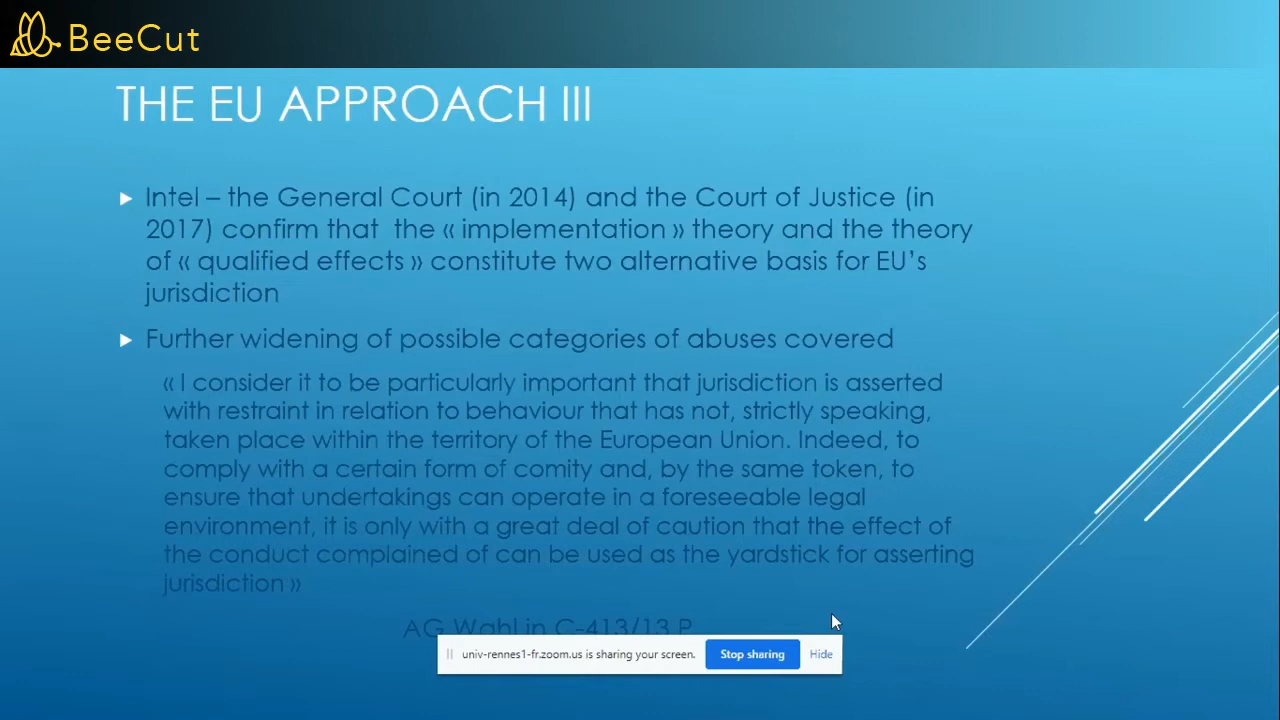 BeeCut
THE EU APPROACH III
Intel – the General Court (in 2014) and the Court of Justice (in
2017) confirm that the « implementation » theory and the theory
of « qualified effects » constitute two alternative basis for EU's
jurisdiction
Further widening of possible categories of abuses covered
« I consider it to be particularly important that jurisdiction is asserted
with restraint in relation to behaviour that has not, strictly speaking,
taken place within the territory of the European Union. Indeed, to
comply with a certain form of comity and, by the same token, to
ensure that undertakings can operate in a foreseeable legal
environment, it is only with a great deal of caution that the effect of
the conduct complained of can be used as the yardstick for asserting
jurisdiction »
AG Wahl in C-413/13 P
univ-rennes1-fr.zoom.us is sharing your screen. Stop sharing Hide